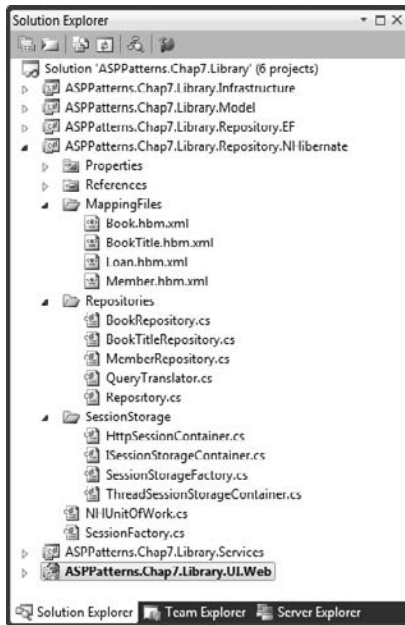 Solution Explorer
Solution 'ASPPatterns.Chap7.Library' (6 projects)
ASPPatterns.Chap7.Library.Infrastructure
ASPPatterns.Chap7.Library.Model
ASPPatterns.Chap7.Library.Repository.EF
ASPPatterns.Chap7.Library.Repository.NHibernate
Properties
References
MappingFiles
Book.hbm.xml
BookTitle.hbm.xml
Loan.hbm.xml
Member.hbm.xml
Repositories
BookRepository.cs
BookTitleRepository.cs
MemberRepository.cs
QueryTranslator.cs
Repository.cs
SessionStorage
HttpSessionContainer.cs
ISessionStorageContainer.cs
SessionStorageFactory.cs
ThreadSessionStorageContainer.cs
NHUnitOfWork.cs
SessionFactory.cs
ASPPatterns.Chap7.Library.Services
ASPPatterns.Chap7.Library.UI.Web
Solution Explorer Team Explorer Server Explorer